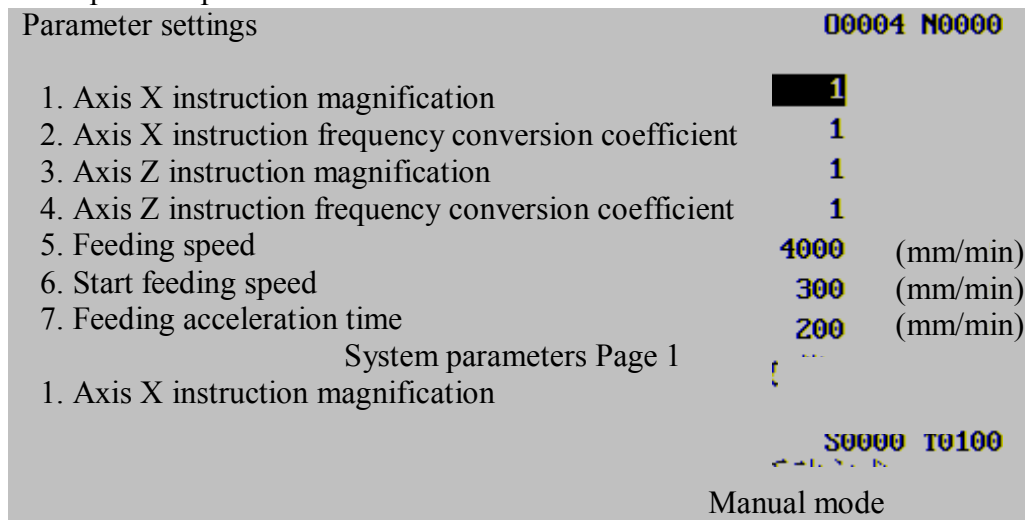 Parameter settings O0004 N0000
1. Axis X instruction magnification 1
2. Axis X instruction frequency conversion coefficient 1
3. Axis Z instruction magnification 1
4. Axis Z instruction frequency conversion coefficient 1
5. Feeding speed 4000 (mm/min)
6. Start feeding speed 300 (mm/min)
7. Feeding acceleration time 200 (mm/min)
System parameters Page 1
1. Axis X instruction magnification
S0000 T0100
Manual mode